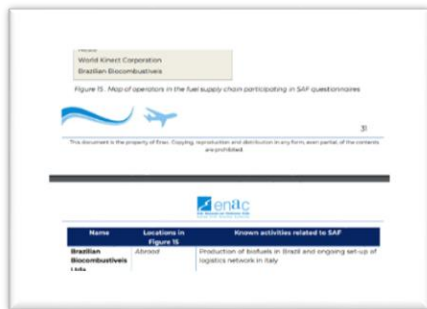 World Kinect Corporation
Brazilian Biocombustiveis
Figure 15. Map of operators in the fuel supply chain participating in SAF questionnaires
31
This document is the property of Enac. Copying, reproduction and distribution in any form, even partial, of the contents
are prohibited.
enac
Name Locations in Known activities related to SAF
Figure 15
Brazilian Abroad Production of biofuels in Brazil and ongoing set-up of
Biocombustiveis logistics network in Italy